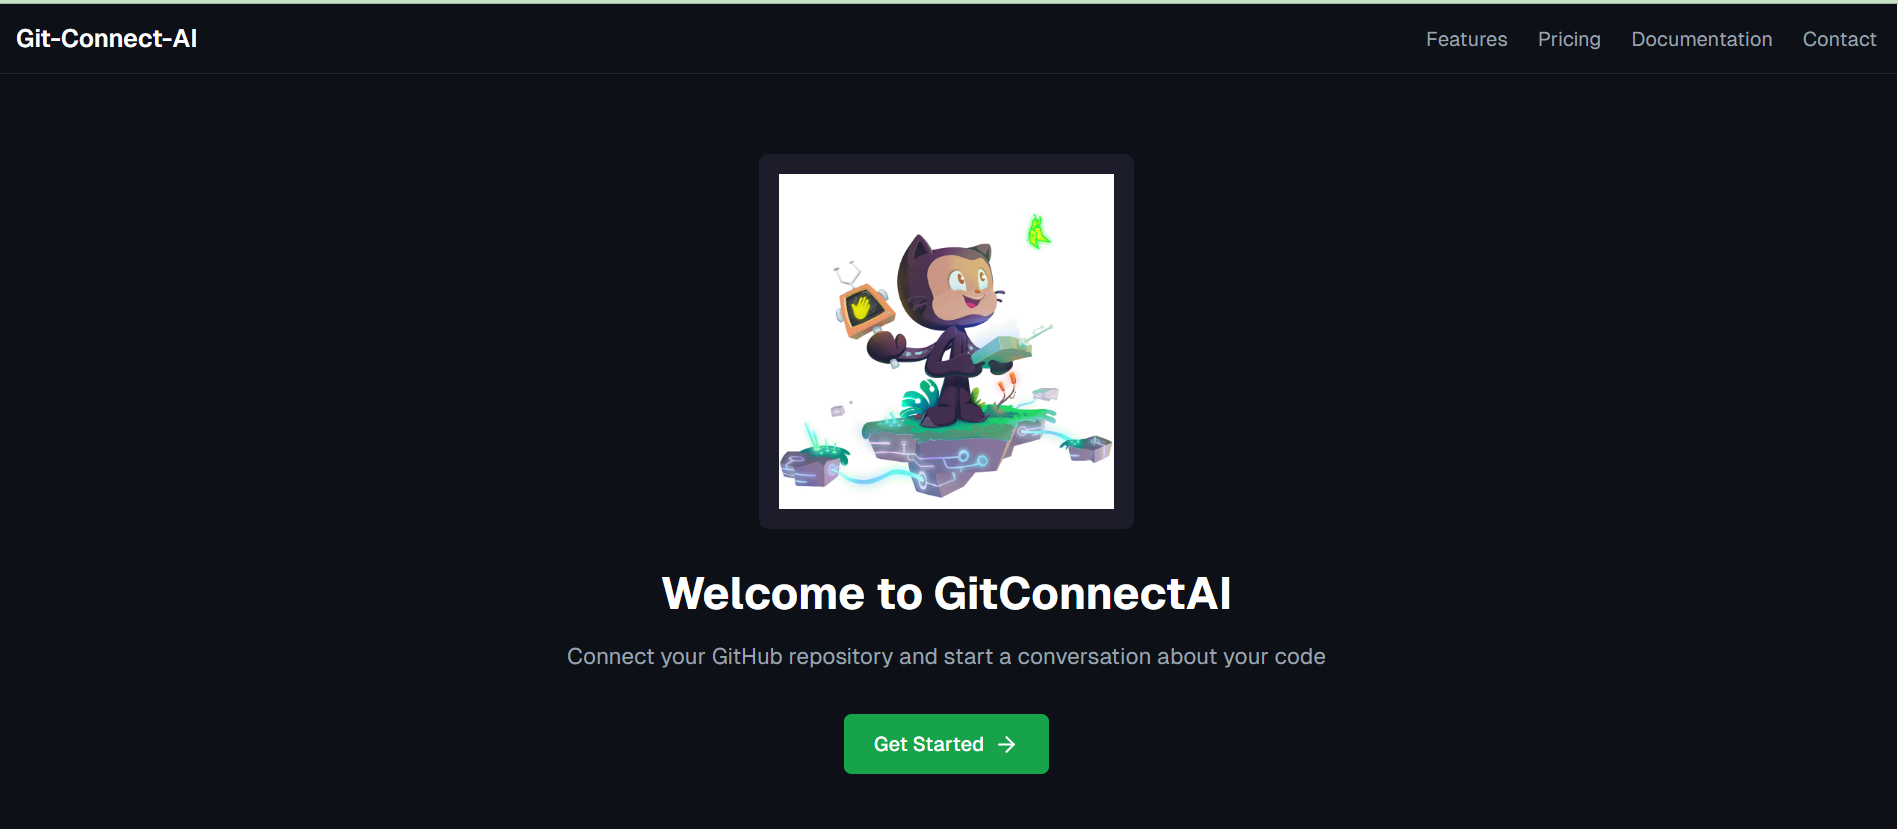 Git-Connect-AI
Features Pricing Documentation Contact
Welcome to GitConnectAI
Connect your GitHub repository and start a conversation about your code
Get Started